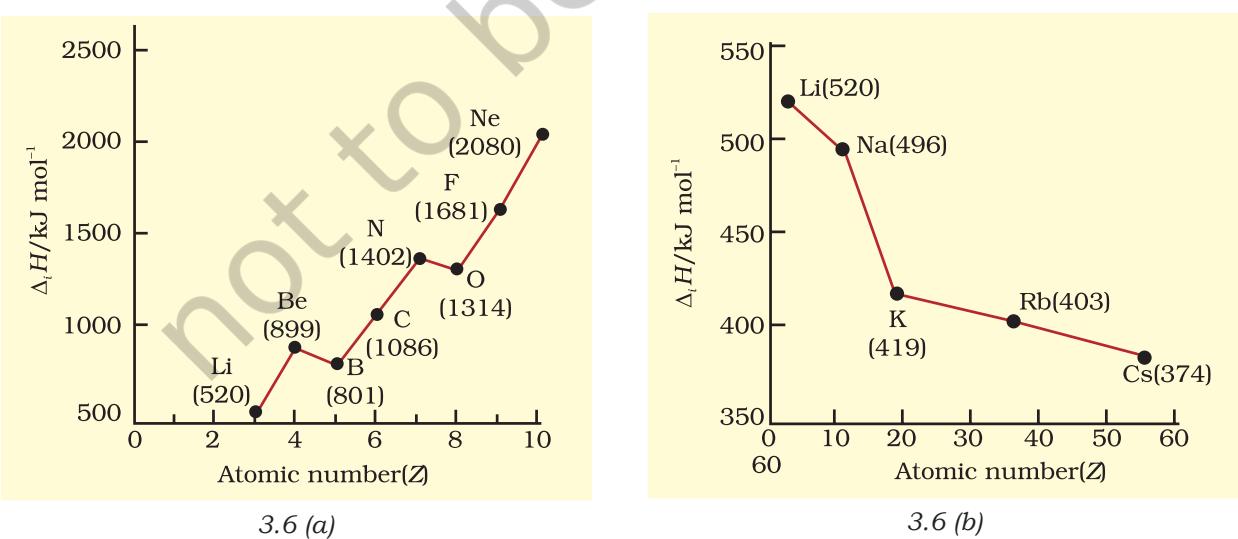 2500
2000
1500
1000
500
0
2
4
6
8
10
Δᵢ H/kJ mol⁻¹
Atomic number(Z)
Li
(520)
Be
(899)
B
(801)
C
(1086)
N
(1402)
O
(1314)
F
(1681)
Ne
(2080)
3.6 (a)
550
500
450
400
350
0
10
20
30
40
50
60
60
Δᵢ H/kJ mol⁻¹
Atomic number(Z)
Li(520)
Na(496)
K
(419)
Rb(403)
Cs(374)
3.6 (b)
not to be